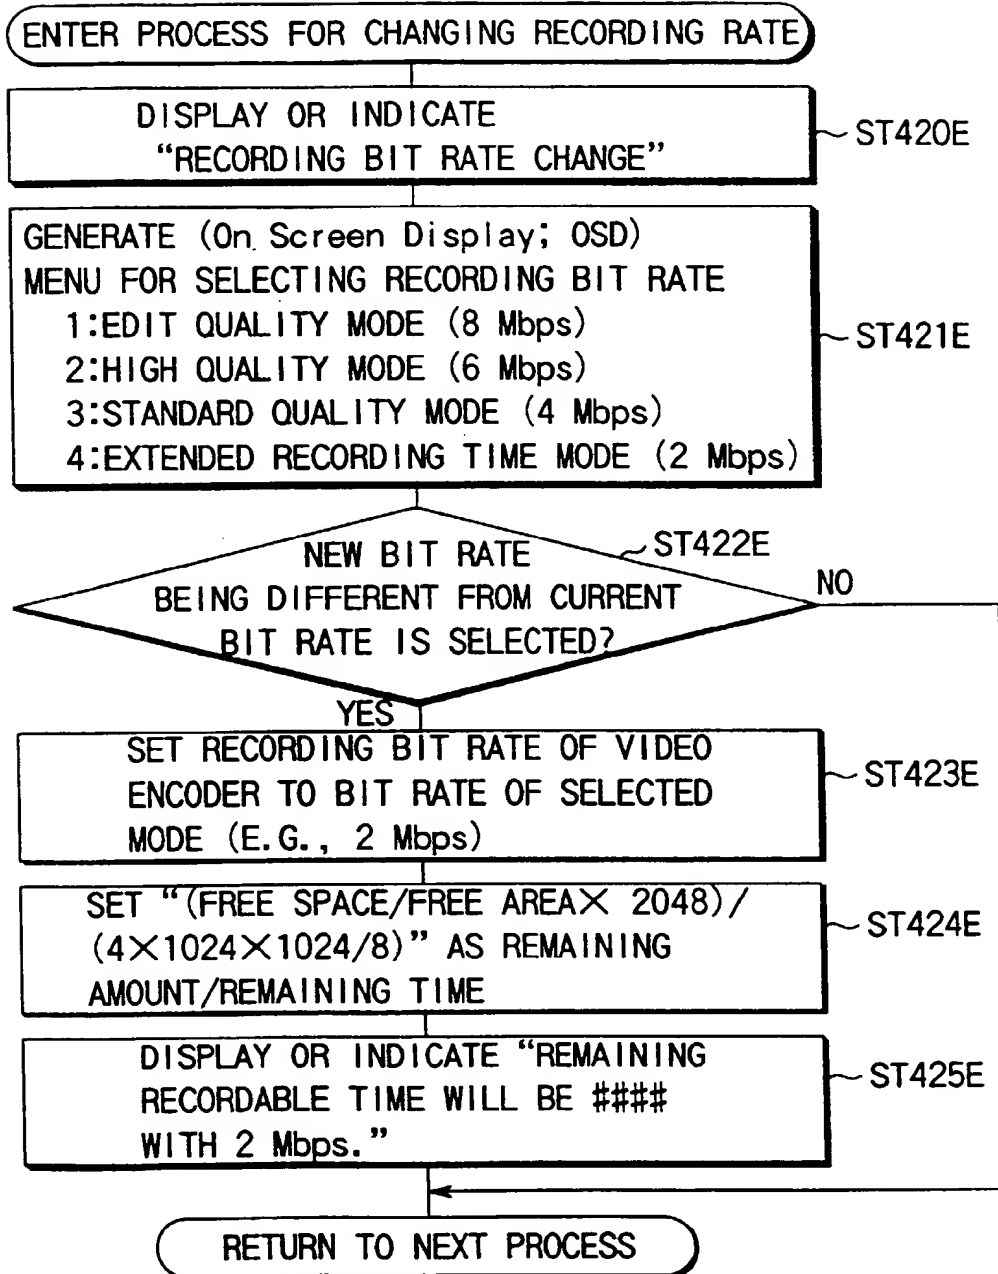 ENTER PROCESS FOR CHANGING RECORDING RATE
DISPLAY OR INDICATE
“RECORDING BIT RATE CHANGE”
ST420E
GENERATE (On Screen Display; OSD)
MENU FOR SELECTING RECORDING BIT RATE
1:EDIT QUALITY MODE (8 Mbps)
2:HIGH QUALITY MODE (6 Mbps)
3:STANDARD QUALITY MODE (4 Mbps)
4:EXTENDED RECORDING TIME MODE (2 Mbps)
ST421E
NEW BIT RATE
BEING DIFFERENT FROM CURRENT
BIT RATE IS SELECTED?
ST422E
NO
YES
SET RECORDING BIT RATE OF VIDEO
ENCODER TO BIT RATE OF SELECTED
MODE (E.G., 2 Mbps)
ST423E
SET “(FREE SPACE/FREE AREA× 2048)/
(4×1024×1024/8)” AS REMAINING
AMOUNT/REMAINING TIME
ST424E
DISPLAY OR INDICATE “REMAINING
RECORDABLE TIME WILL BE ####
WITH 2 Mbps.”
ST425E
RETURN TO NEXT PROCESS